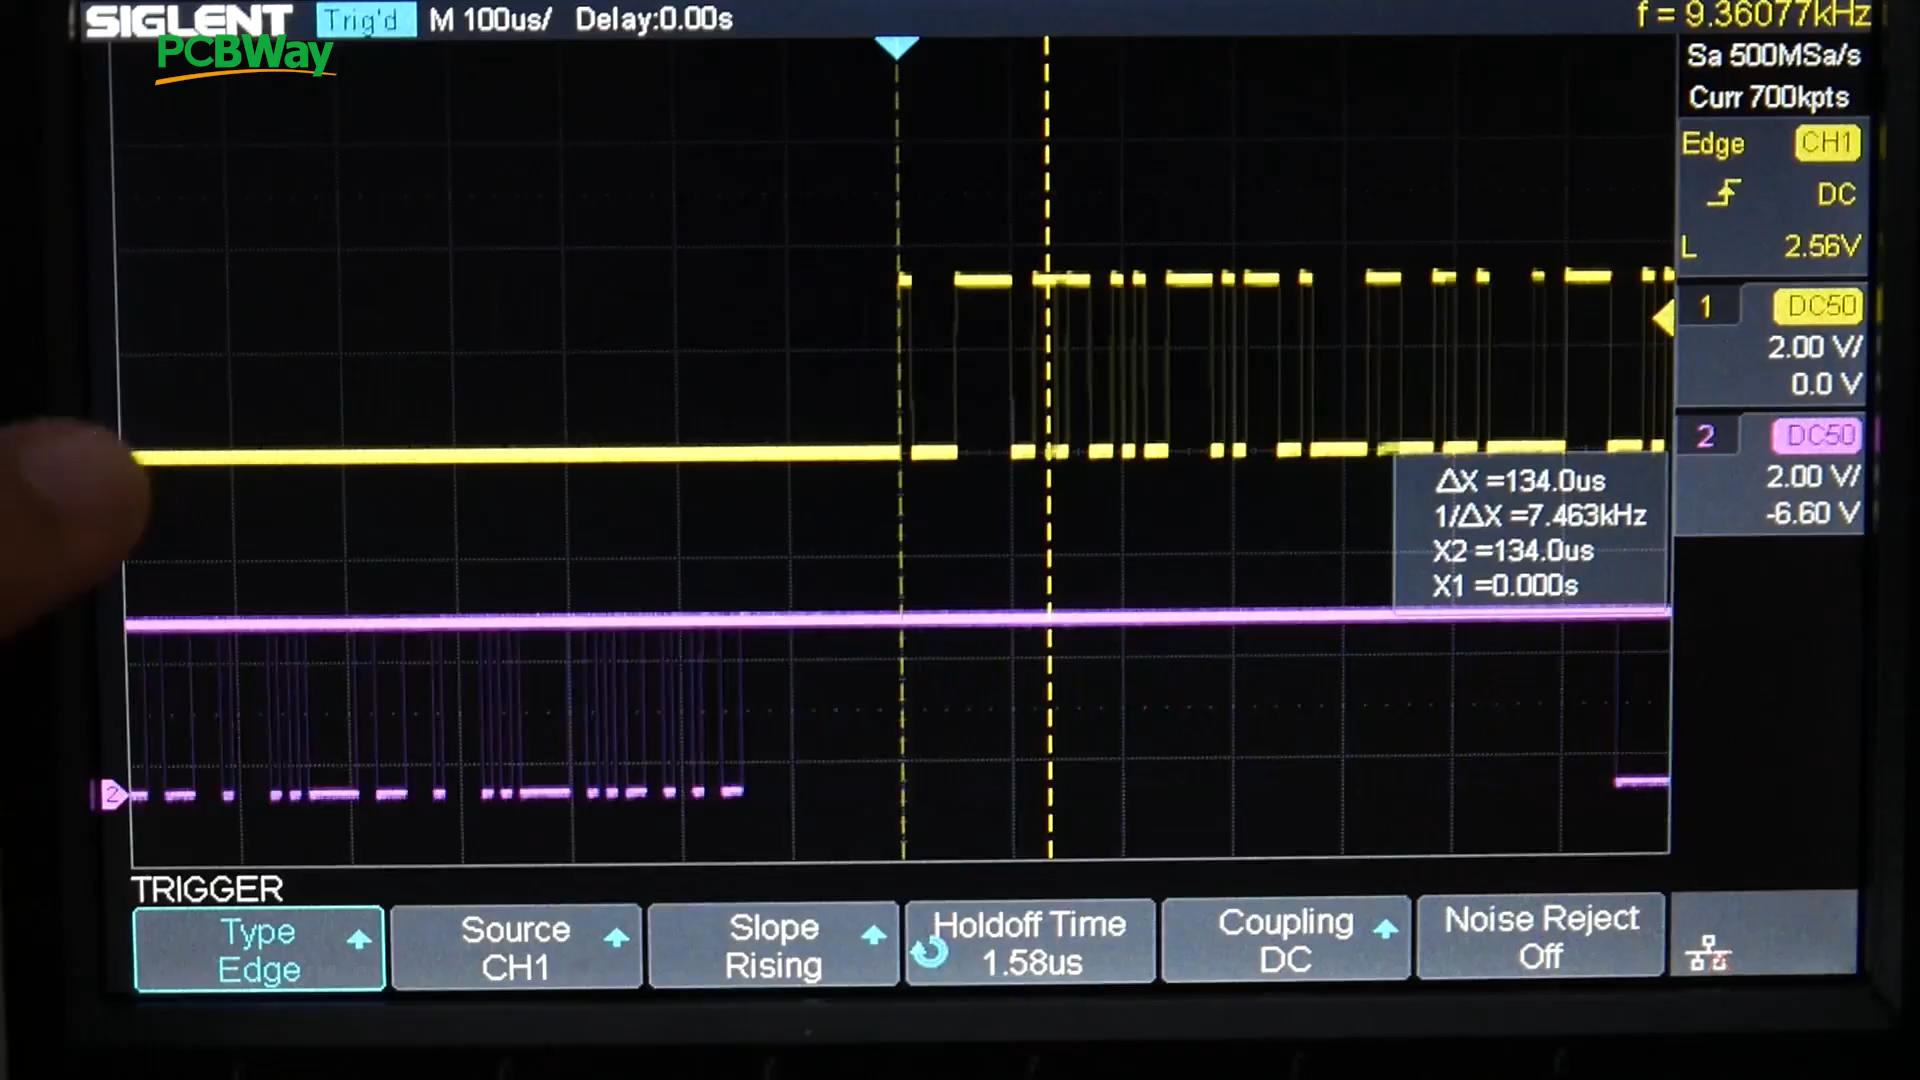 SIGLENT Trig'd M 100us/ Delay:0.00s f = 9.36077kHz
PCBWay
Sa 500MSa/s
Curr 700kpts
Edge CH1
DC
L 2.56V
1 DC50
2.00 V/
0.0 V
2 DC50
2.00 V/
-6.60 V
ΔX =134.0us
1/ΔX =7.463kHz
X2 =134.0us
X1 =0.000s
2
TRIGGER
Type
Edge
Source
CH1
Slope
Rising
Holdoff Time
1.58us
Coupling
DC
Noise Reject
Off